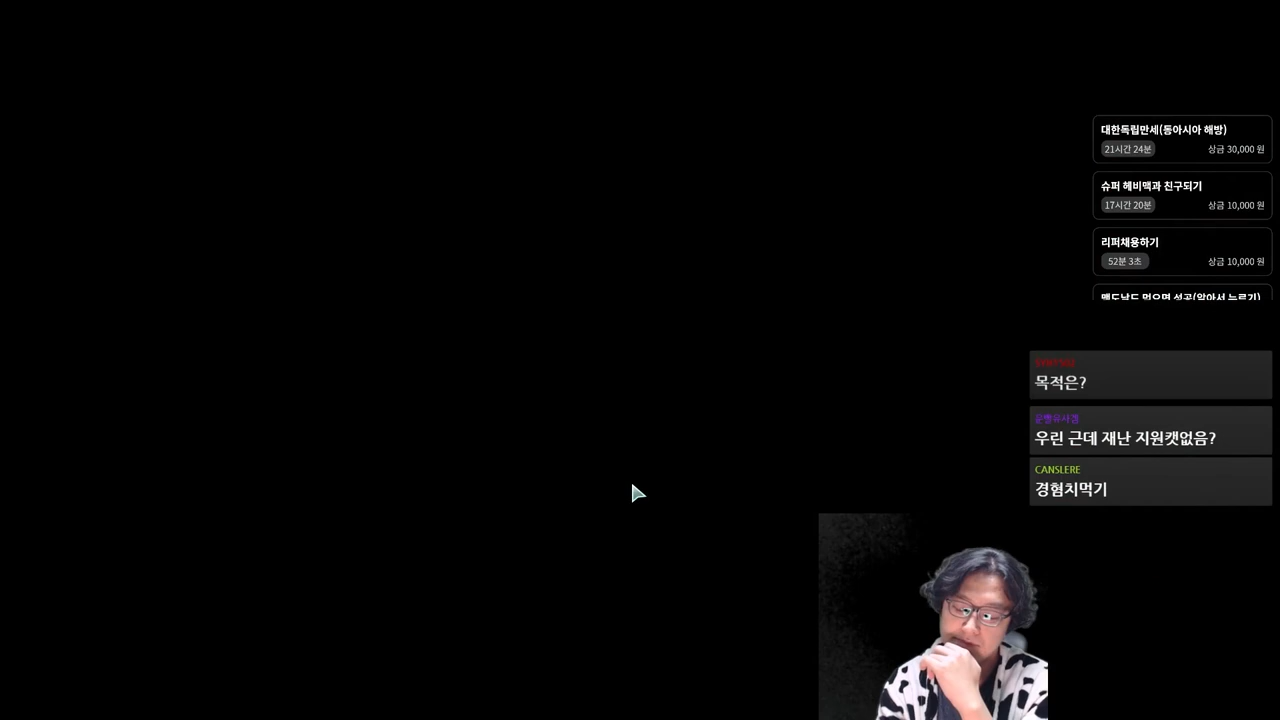 대한독립만세(동아시아 해방)
21시간 24분 상금 30,000 원
슈퍼 헤비맥과 친구되기
17시간 20분 상금 10,000 원
리퍼채용하기
52분 3초 상금 10,000 원
목적은?
우린 근데 재난 지원캣없음?
CANSLERE
경험치먹기